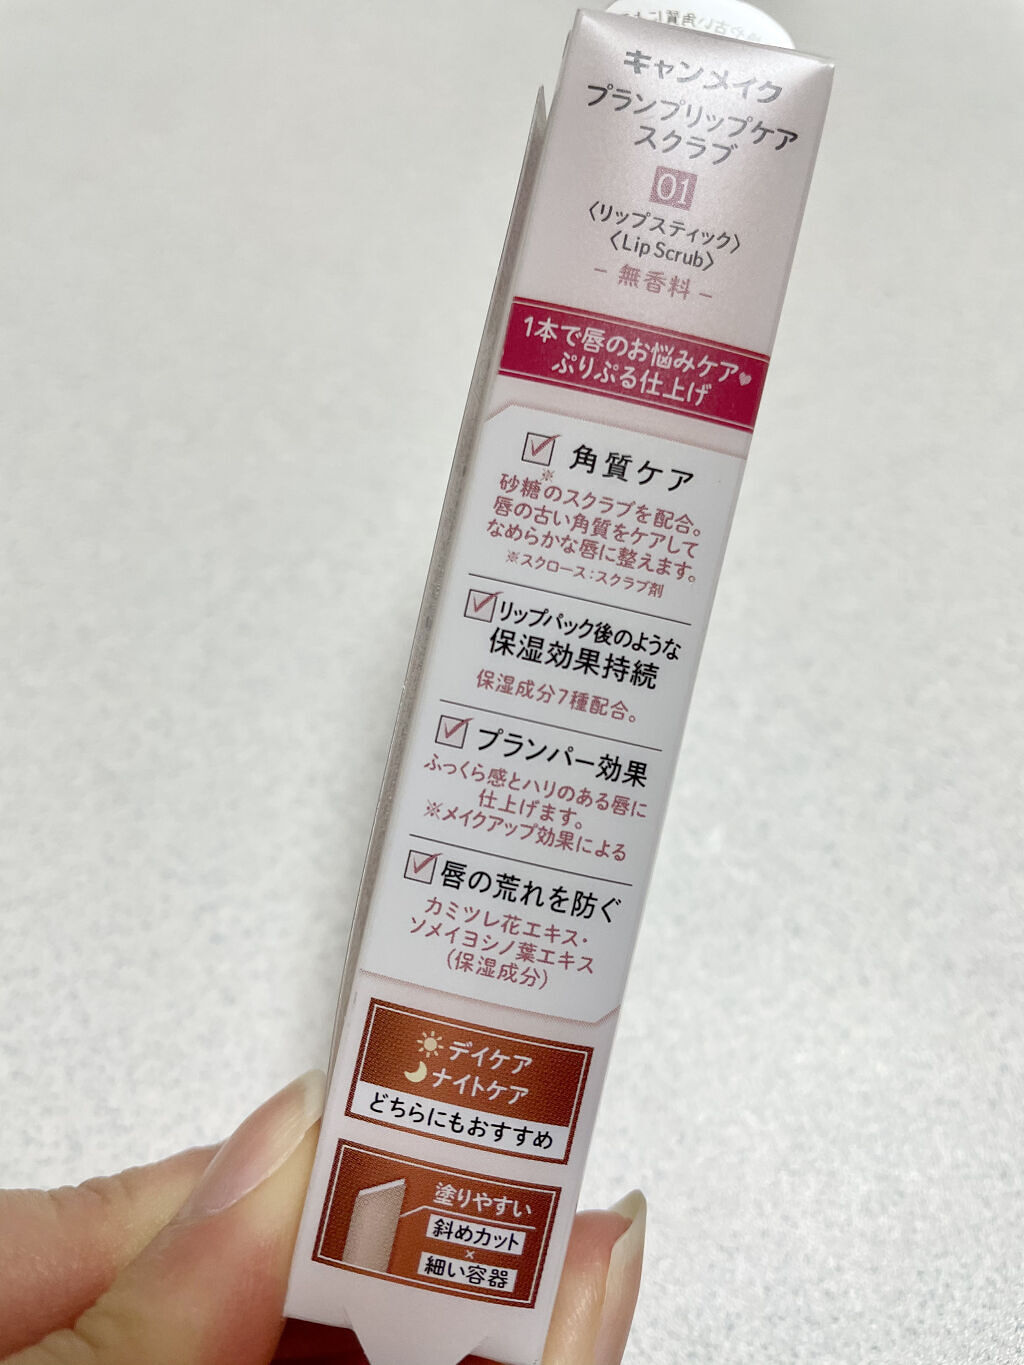 キャンメイク
プランプリップケア
スクラブ
01
〈リップスティック〉
〈Lip Scrub〉
− 無香料 −
1本で唇のお悩みケア♥
ぷりぷる仕上げ
角質ケア
砂糖※のスクラブを配合。
唇の古い角質をケアして
なめらかな唇に整えます。
※スクロース：スクラブ剤
リップパック後のような
保湿効果持続
保湿成分7種配合。
プランパー効果
ふっくら感とハリのある唇に
仕上げます。
※メイクアップ効果による
唇の荒れを防ぐ
カミツレ花エキス・
ソメイヨシノ葉エキス
(保湿成分)
デイケア
ナイトケア
どちらにもおすすめ
塗りやすい
斜めカット
×
細い容器